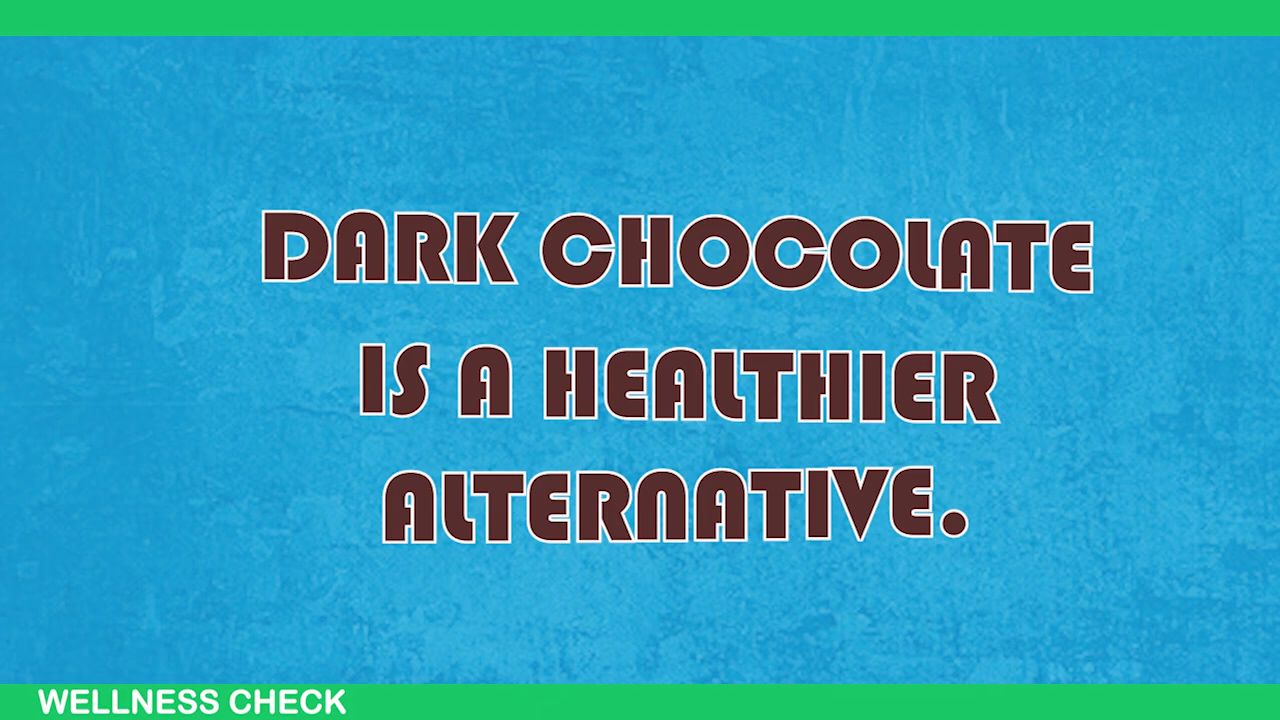 DARK CHOCOLATE
IS A HEALTHIER
ALTERNATIVE.
WELLNESS CHECK